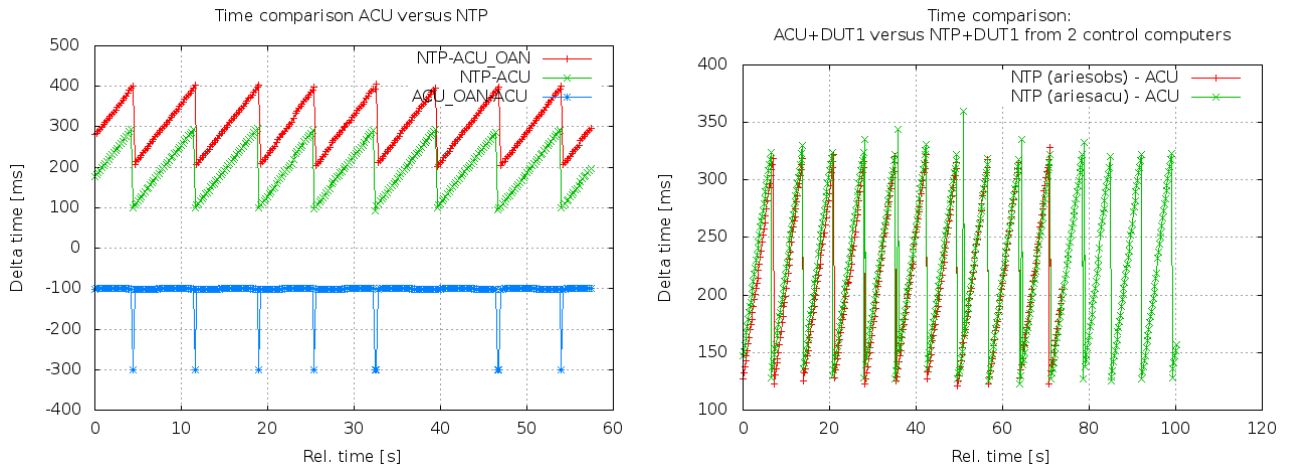 Time comparison ACU versus NTP
500
400
300
200
100
0
-100
-200
-300
-400
Delta time [ms]
NTP-ACU_OAN
NTP-ACU
ACU_OAN-ACU
0
10
20
30
40
50
60
Rel. time [s]
Time comparison:
ACU+DUT1 versus NTP+DUT1 from 2 control computers
400
350
300
250
200
150
100
Delta time [ms]
NTP (ariesobs) - ACU
NTP (ariesacu) - ACU
0
20
40
60
80
100
120
Rel. time [s]